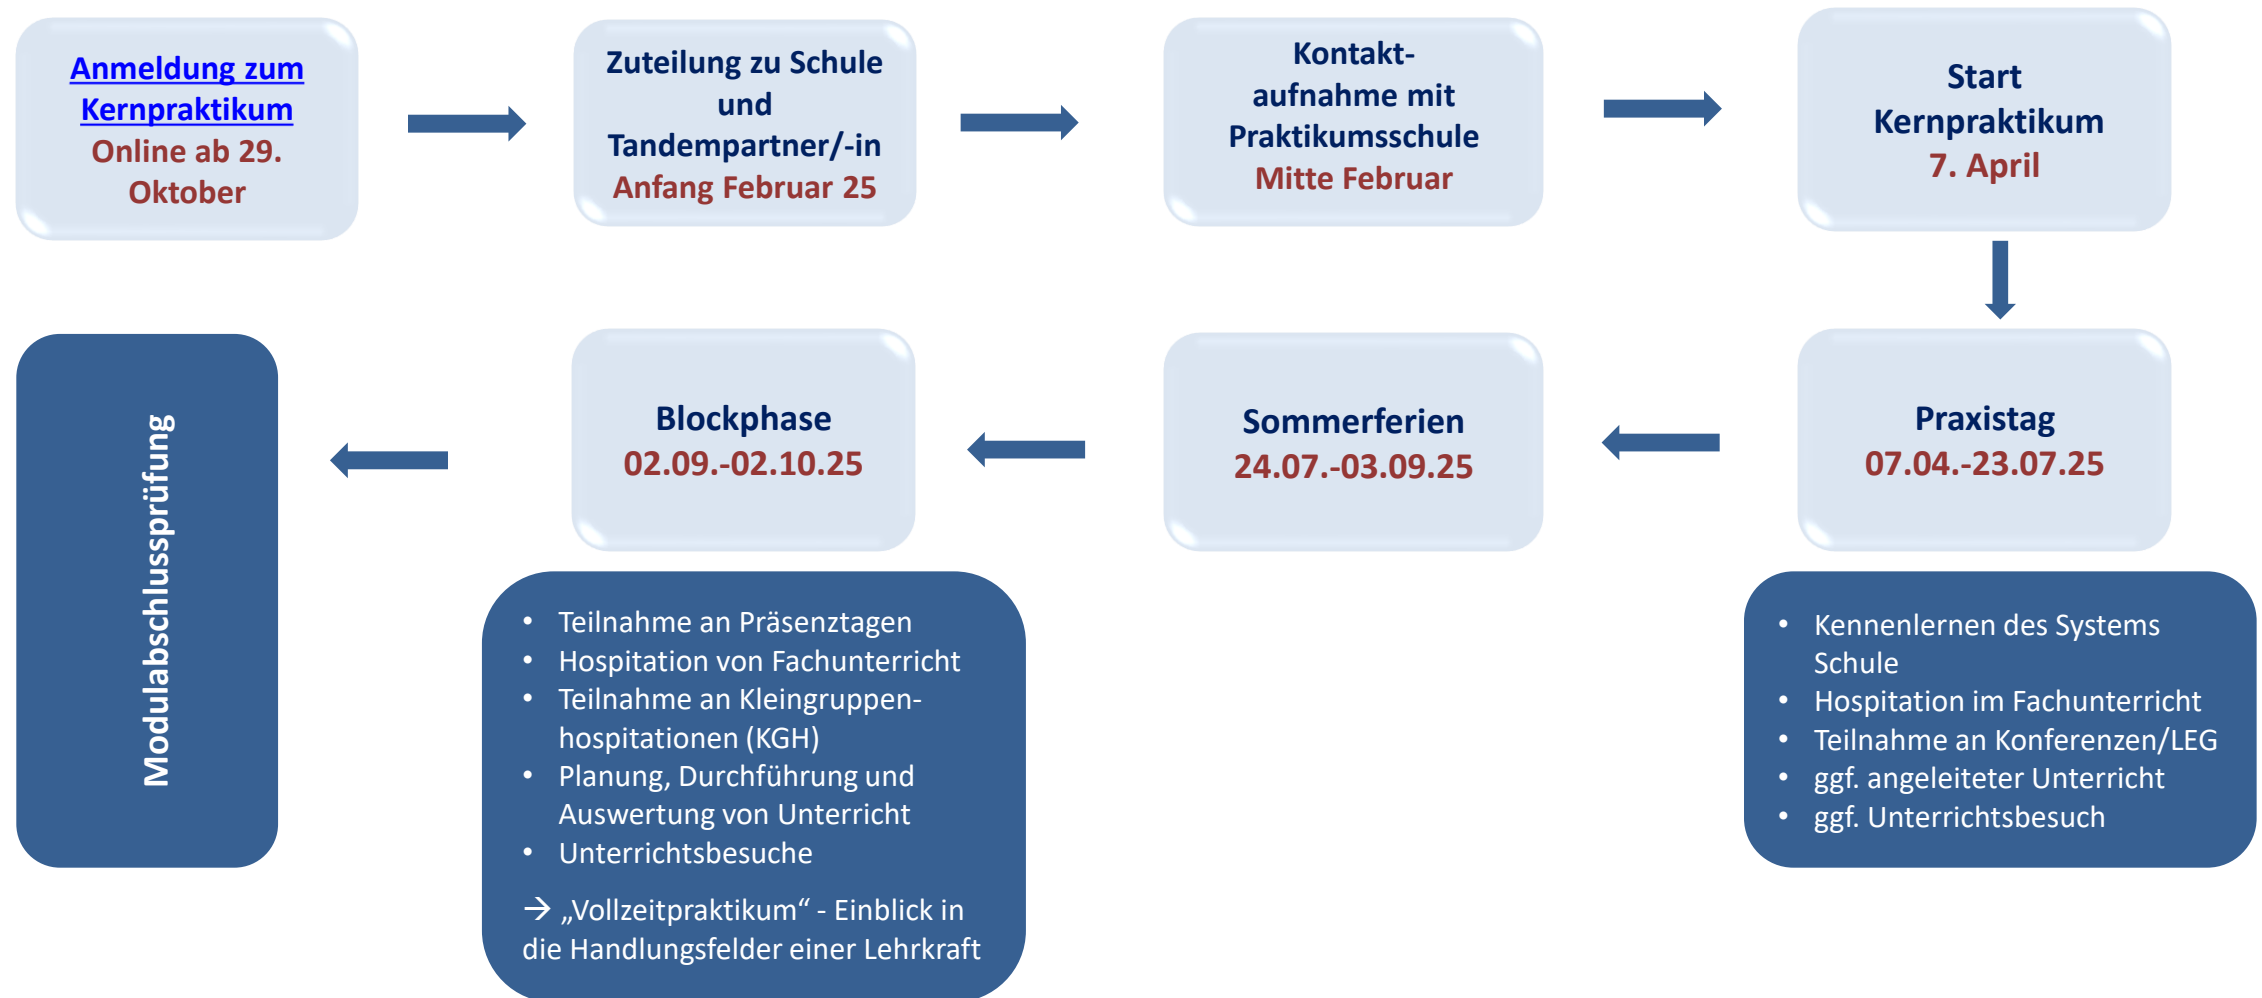 Anmeldung zum
Kernpraktikum
Online ab 29.
Oktober
Zuteilung zu Schule
und
Tandempartner/-in
Anfang Februar 25
Kontakt-
aufnahme mit
Praktikumsschule
Mitte Februar
Start
Kernpraktikum
7. April
Praxistag
07.04.-23.07.25
• Kennenlernen des Systems
Schule
• Hospitation im Fachunterricht
• Teilnahme an Konferenzen/LEG
• ggf. angeleiteter Unterricht
• ggf. Unterrichtsbesuch
Sommerferien
24.07.-03.09.25
Blockphase
02.09.-02.10.25
• Teilnahme an Präsenztagen
• Hospitation von Fachunterricht
• Teilnahme an Kleingruppen-
hospitationen (KGH)
• Planung, Durchführung und
Auswertung von Unterricht
• Unterrichtsbesuche
→ „Vollzeitpraktikum“ - Einblick in
die Handlungsfelder einer Lehrkraft
Modulabschlussprüfung